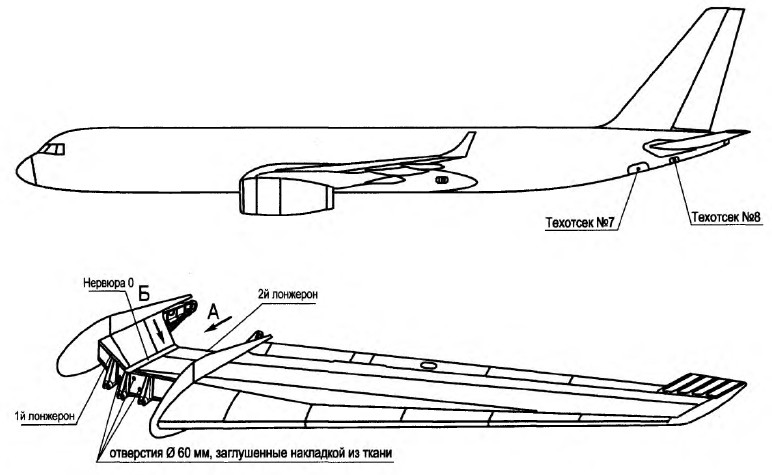 Техотсек №7
Техотсек №8
Нервюра 0
Б
А
2й лонжерон
1й лонжерон
отверстия Ø 60 мм, заглушенные накладкой из ткани